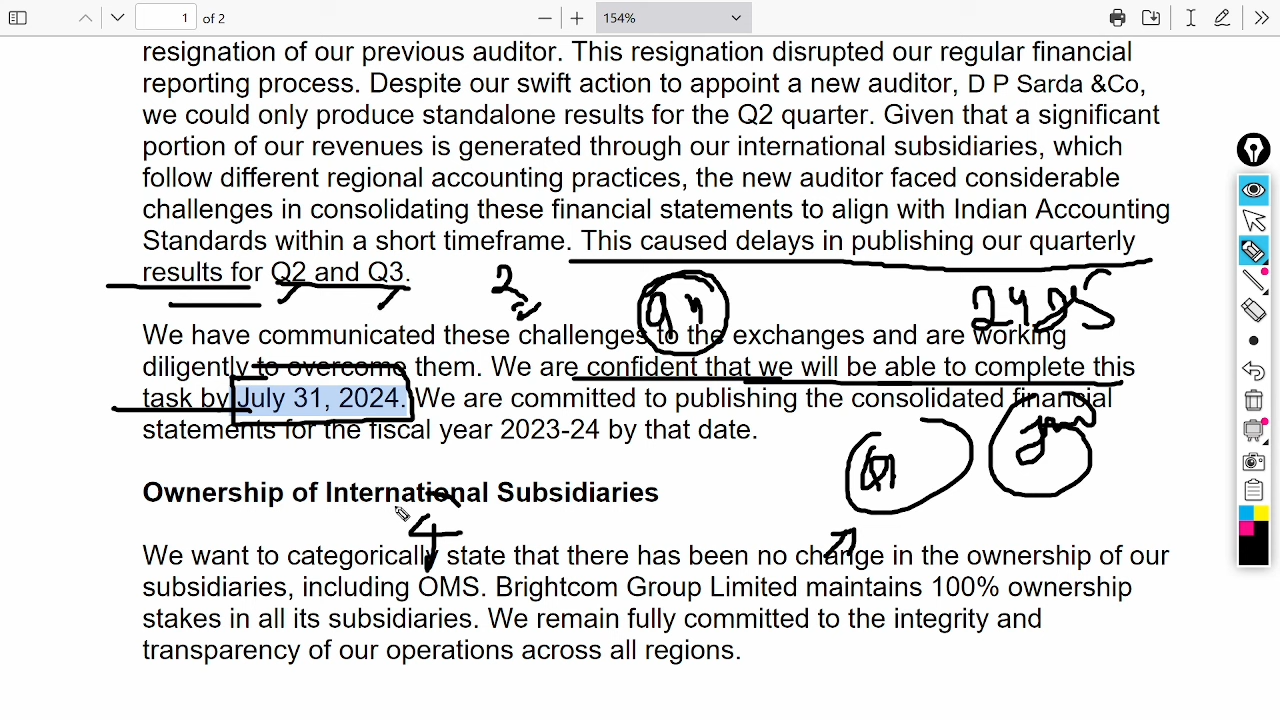 1 of 2 154%
resignation of our previous auditor. This resignation disrupted our regular financial
reporting process. Despite our swift action to appoint a new auditor, D P Sarda &Co,
we could only produce standalone results for the Q2 quarter. Given that a significant
portion of our revenues is generated through our international subsidiaries, which
follow different regional accounting practices, the new auditor faced considerable
challenges in consolidating these financial statements to align with Indian Accounting
Standards within a short timeframe. This caused delays in publishing our quarterly
results for Q2 and Q3.
2
We have communicated these challenges to the exchanges and are working
diligently to overcome them. We are confident that we will be able to complete this
task by July 31, 2024. We are committed to publishing the consolidated financial
statements for the fiscal year 2023-24 by that date.
Q1
Ownership of International Subsidiaries
4
We want to categorically state that there has been no change in the ownership of our
subsidiaries, including OMS. Brightcom Group Limited maintains 100% ownership
stakes in all its subsidiaries. We remain fully committed to the integrity and
transparency of our operations across all regions.